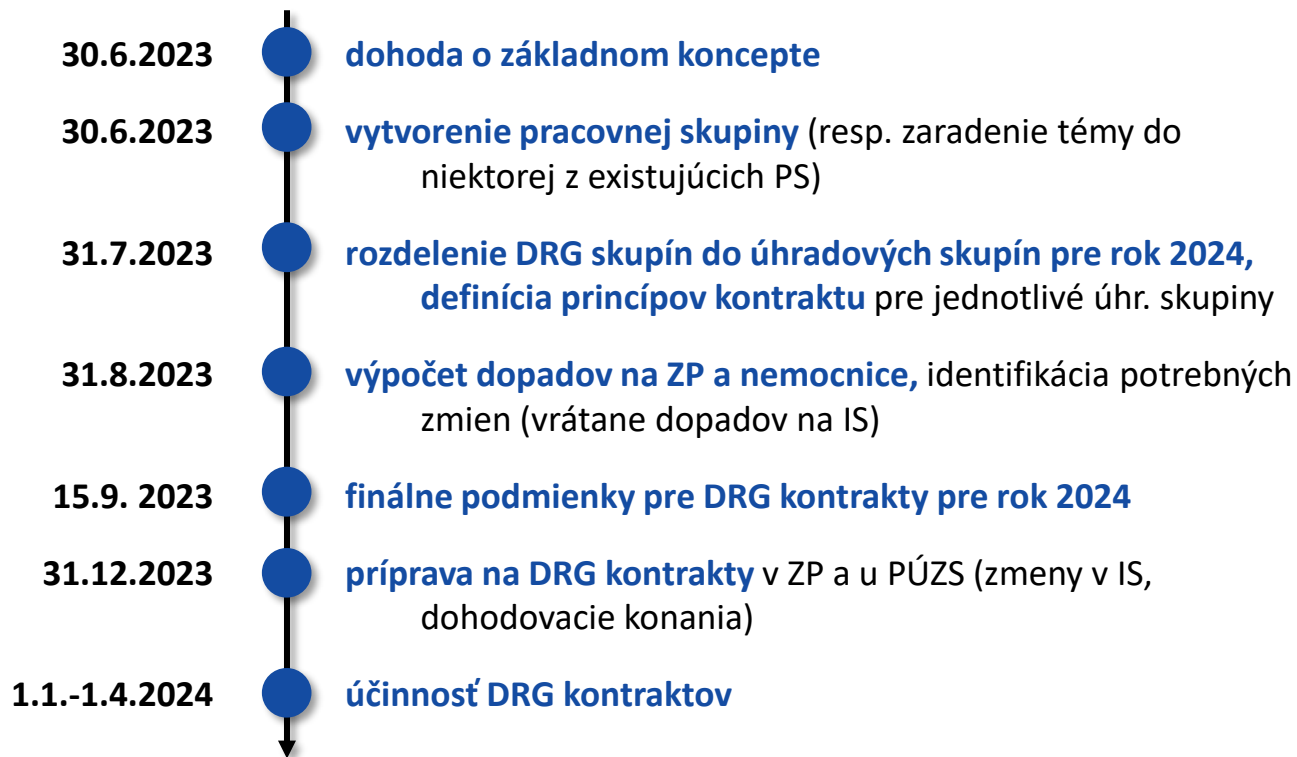 30.6.2023 dohoda o základnom koncepte
30.6.2023 vytvorenie pracovnej skupiny (resp. zaradenie témy do
niektorej z existujúcich PS)
31.7.2023 rozdelenie DRG skupín do úhradových skupín pre rok 2024,
definícia princípov kontraktu pre jednotlivé úhr. skupiny
31.8.2023 výpočet dopadov na ZP a nemocnice, identifikácia potrebných
zmien (vrátane dopadov na IS)
15.9. 2023 finálne podmienky pre DRG kontrakty pre rok 2024
31.12.2023 príprava na DRG kontrakty v ZP a u PÚZS (zmeny v IS,
dohodovacie konania)
1.1.-1.4.2024 účinnosť DRG kontraktov